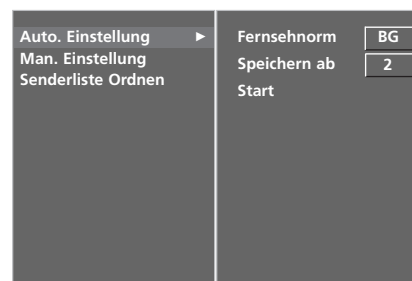 Auto. Einstellung ►
Man. Einstellung
Senderliste Ordnen
Fernsehnorm BG
Speichern ab 2
Start